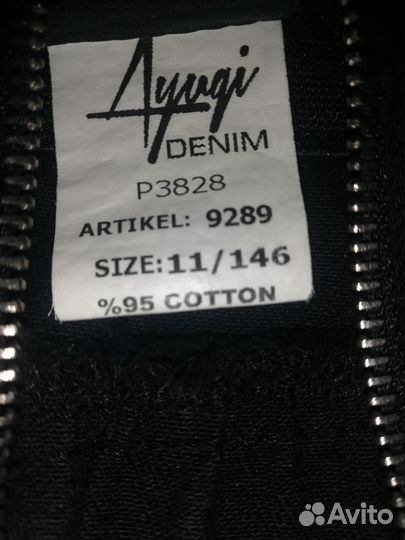 Ayugi
DENIM
P3828
ARTIKEL: 9289
SIZE:11/146
%95 COTTON
Avito